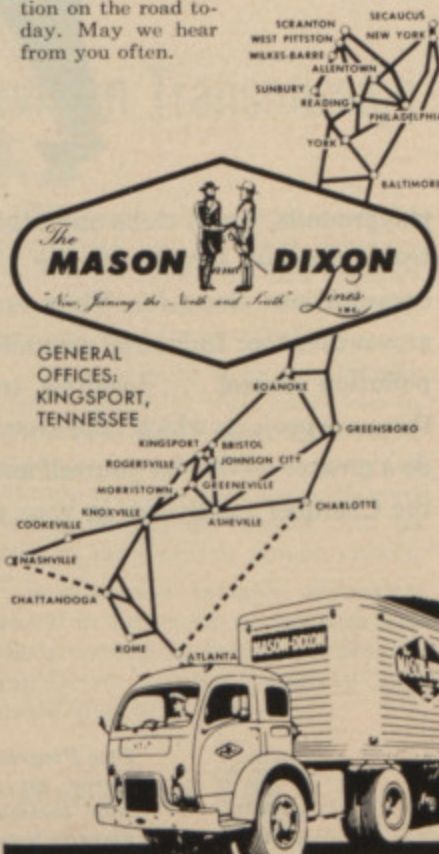 tion on the road to-
day. May we hear
from you often.
SCRANTON
SECAUCUS
WEST PITTSTON
NEW YORK
WILKES-BARRE
ALLENTOWN
SUNBURY
READING
PHILADELPHIA
YORK
BALTIMORE
The
MASON and DIXON
"Now, Joining the North and South" Lines
INC.
GENERAL
OFFICES:
KINGSPORT,
TENNESSEE
ROANOKE
GREENSBORO
KINGSPORT
BRISTOL
ROGERSVILLE
JOHNSON CITY
MORRISTOWN
GREENEVILLE
KNOXVILLE
CHARLOTTE
COOKEVILLE
ASHEVILLE
NASHVILLE
CHATTANOOGA
ROME
ATLANTA
MASON-DIXON